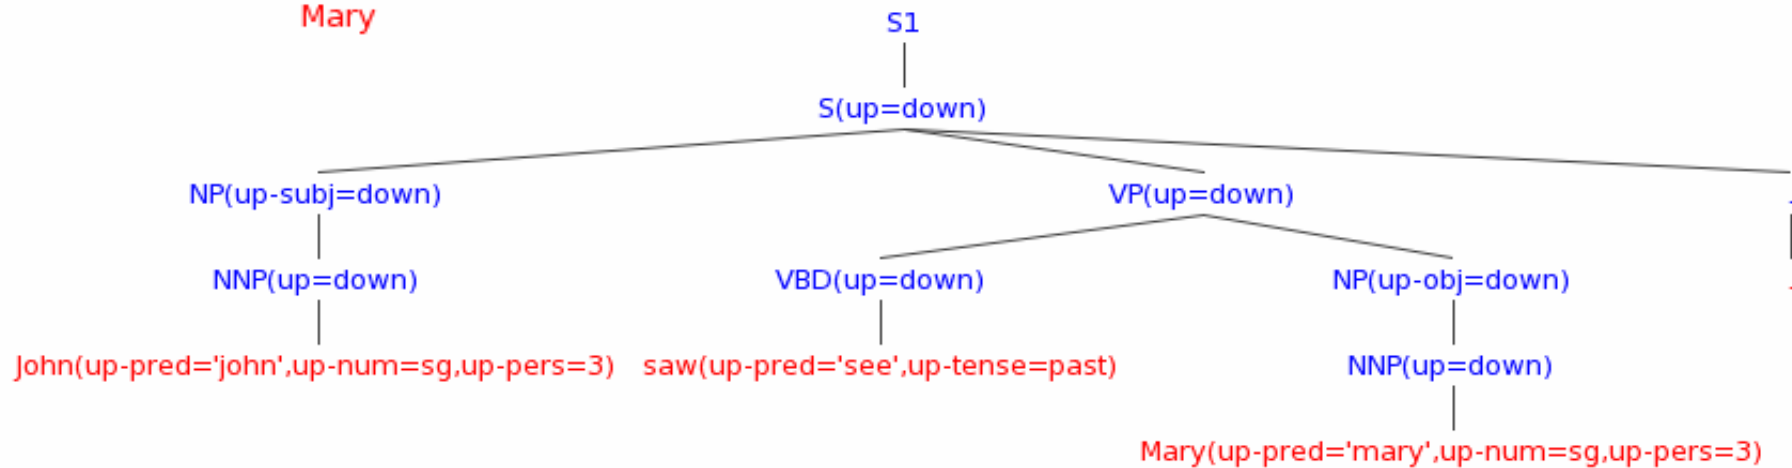 Mary
S1
S(up=down)
NP(up-subj=down) VP(up=down)
NNP(up=down) VBD(up=down) NP(up-obj=down)
John(up-pred='john',up-num=sg,up-pers=3) saw(up-pred='see',up-tense=past) NNP(up=down)
Mary(up-pred='mary',up-num=sg,up-pers=3)